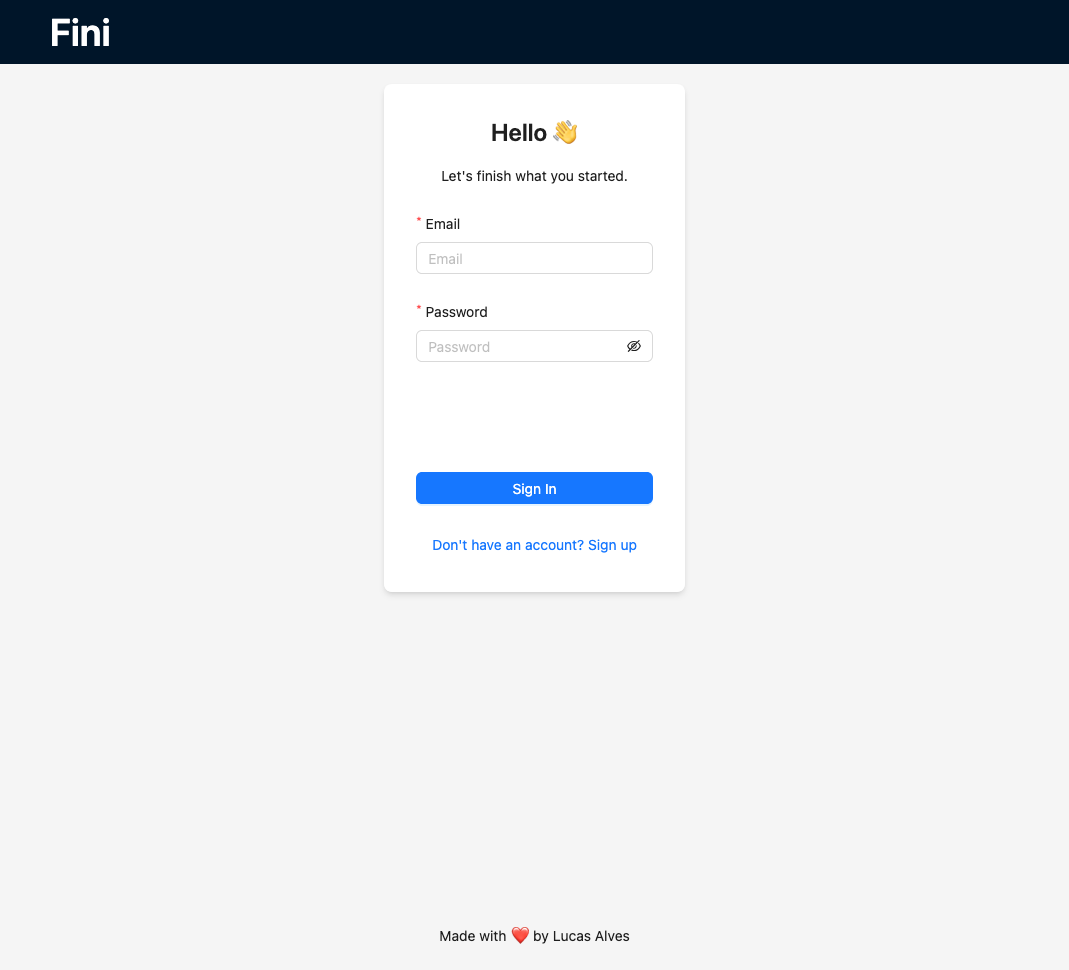 Fini
Hello 👋
Let's finish what you started.
* Email
Email
* Password
Password
Sign In
Don't have an account? Sign up
Made with ❤️ by Lucas Alves